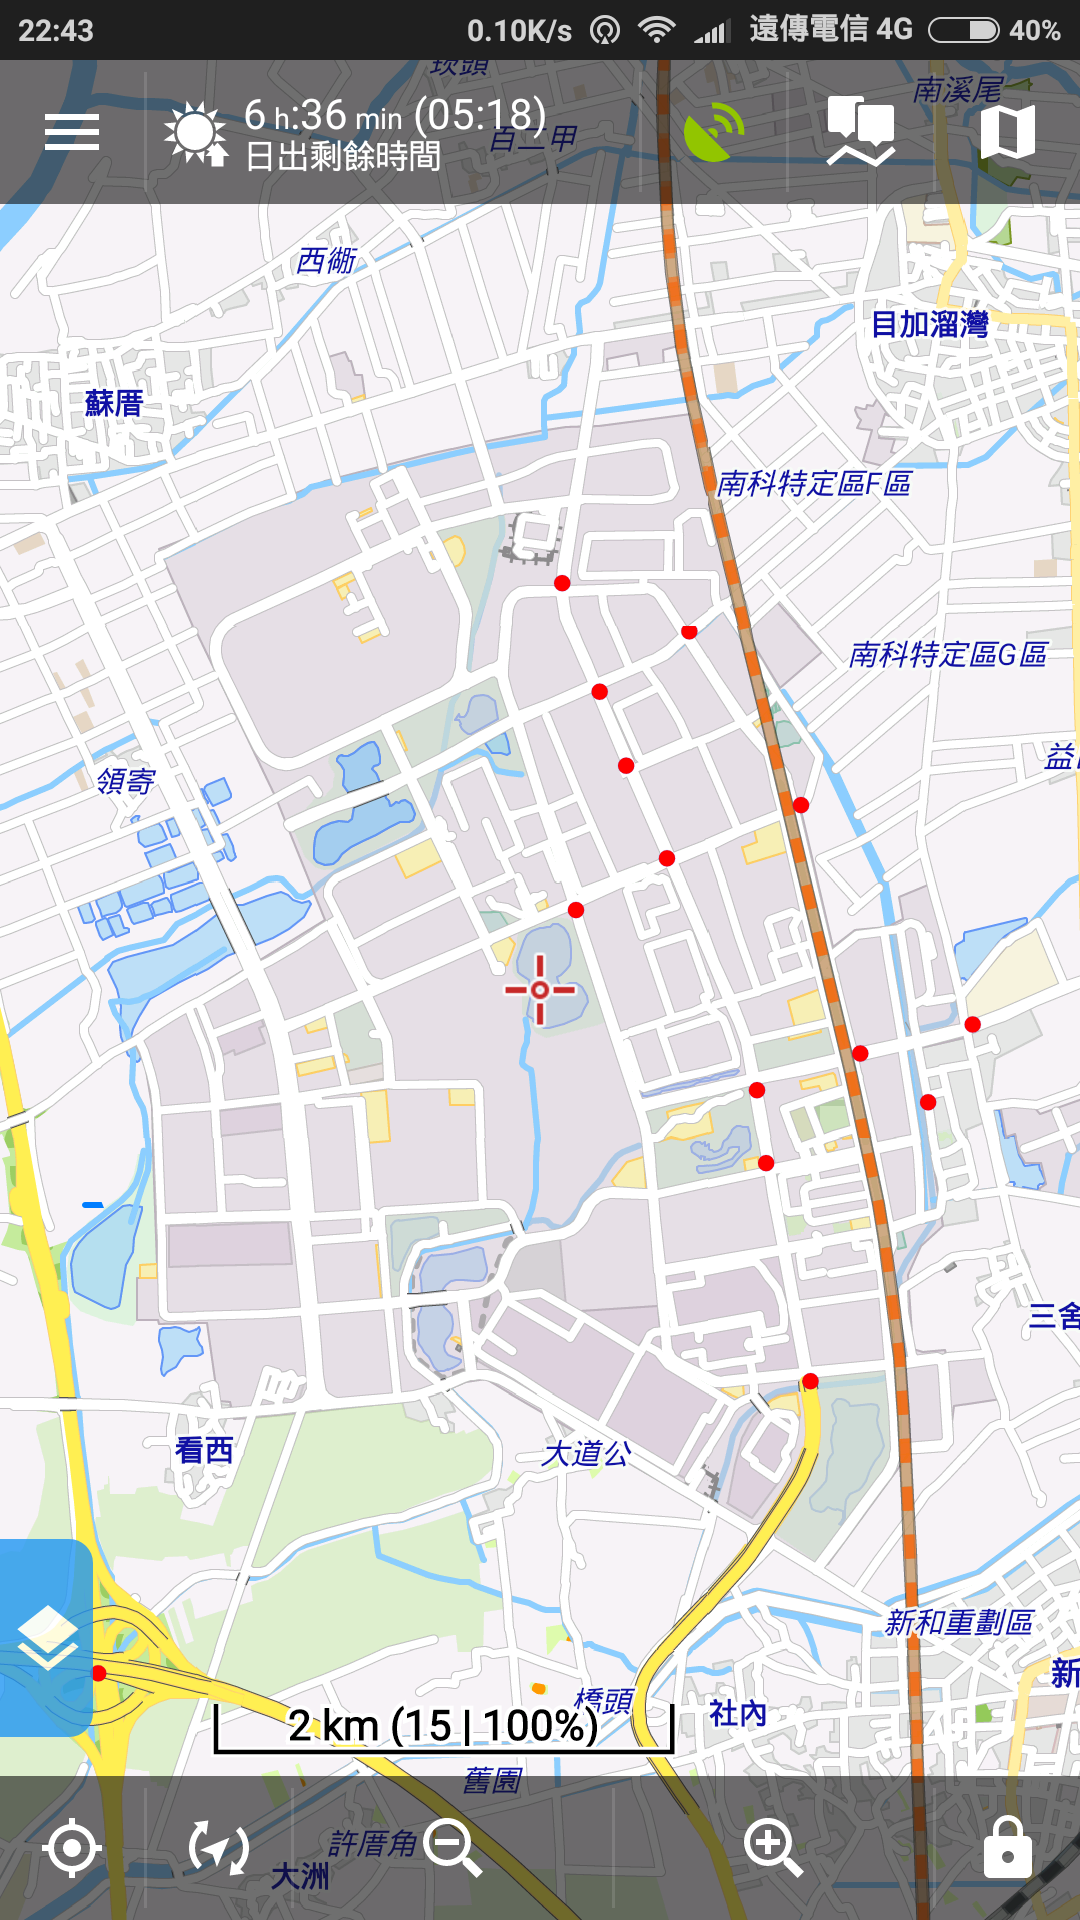 22:43
0.10K/s
遠傳電信 4G
40%
崁頭
6 h:36 min (05:18)
日出剩餘時間
百二甲
南溪尾
西衖
目加溜灣
蘇厝
南科特定區F區
南科特定區G區
領寄
三舍
看西
大道公
新和重劃區
新
橋頭
社內
2 km (15 | 100%)
舊園
許厝角
大洲